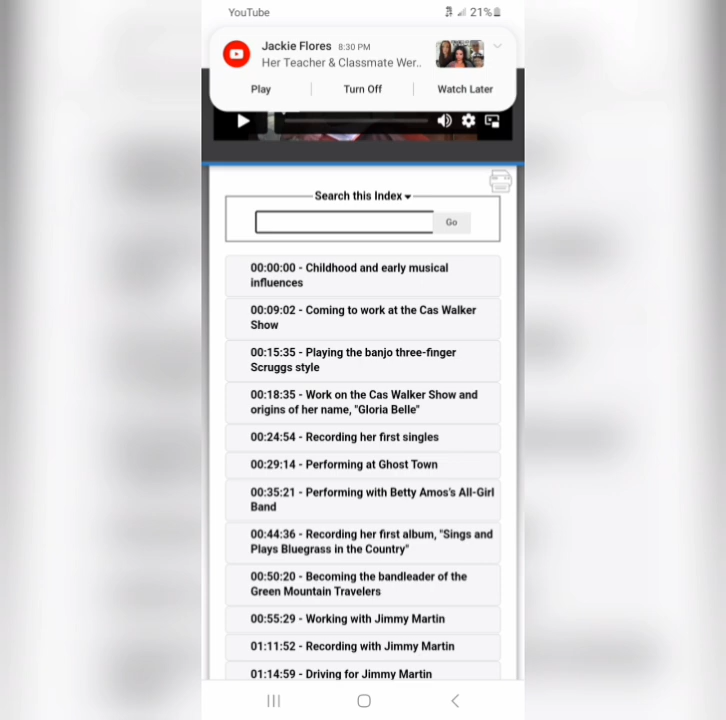 YouTube
21%
Jackie Flores 8:30 PM
Her Teacher & Classmate Wer..
Play
Turn Off
Watch Later
Search this Index
Go
00:00:00 - Childhood and early musical
influences
00:09:02 - Coming to work at the Cas Walker
Show
00:15:35 - Playing the banjo three-finger
Scruggs style
00:18:35 - Work on the Cas Walker Show and
origins of her name, "Gloria Belle"
00:24:54 - Recording her first singles
00:29:14 - Performing at Ghost Town
00:35:21 - Performing with Betty Amos's All-Girl
Band
00:44:36 - Recording her first album, "Sings and
Plays Bluegrass in the Country"
00:50:20 - Becoming the bandleader of the
Green Mountain Travelers
00:55:29 - Working with Jimmy Martin
01:11:52 - Recording with Jimmy Martin
01:14:59 - Driving for Jimmy Martin